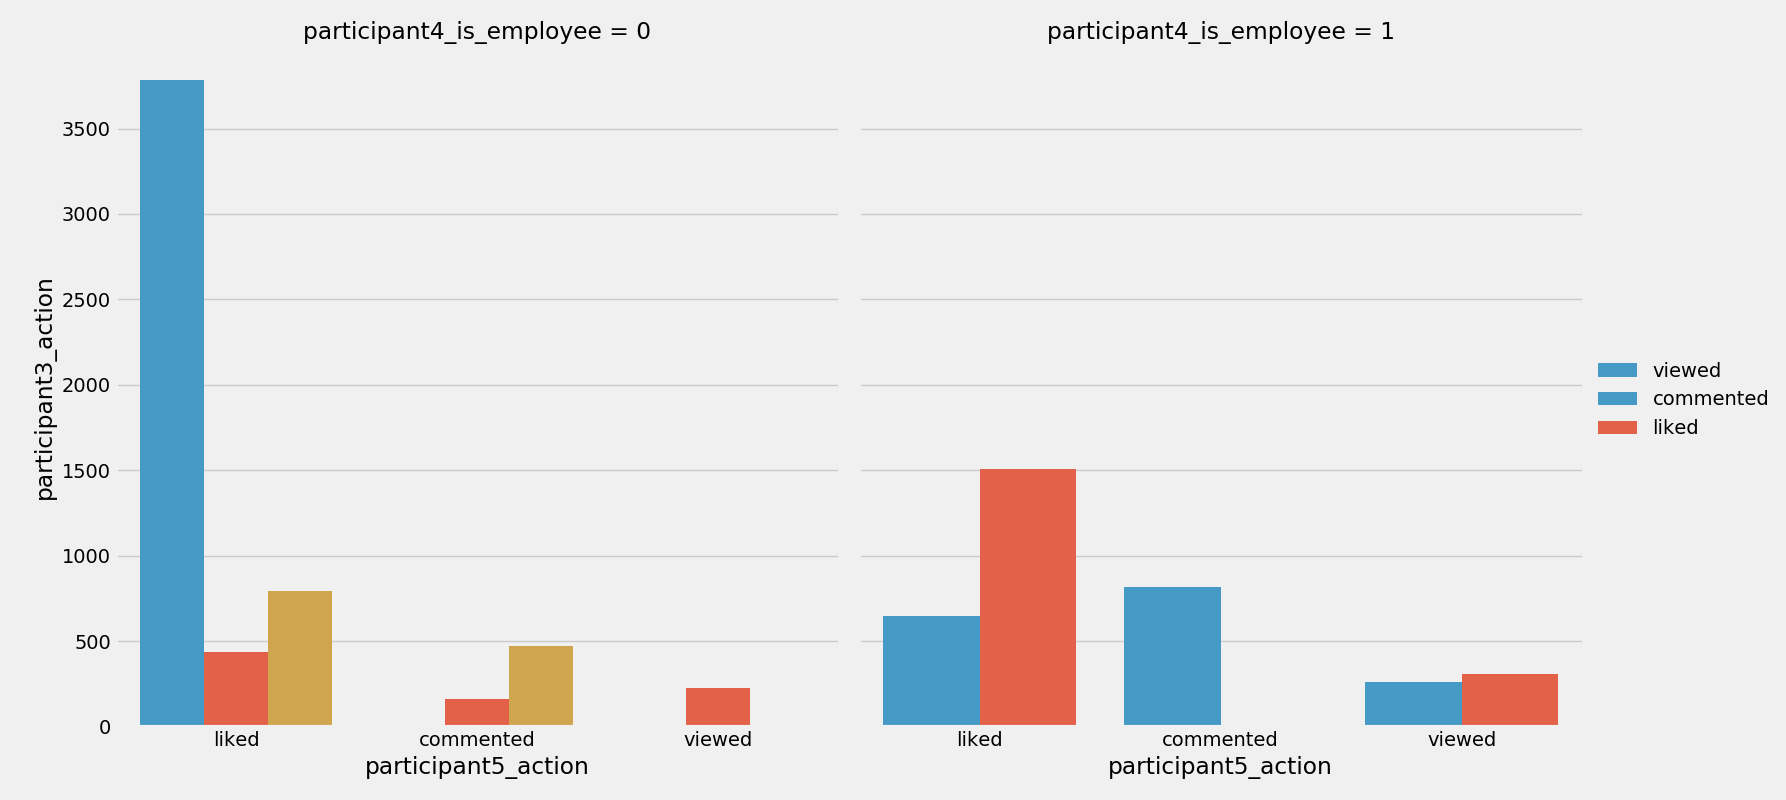 participant4_is_employee = 0
participant4_is_employee = 1
participant3_action
3500
3000
2500
2000
1500
1000
500
0
liked
commented
viewed
participant5_action
liked
commented
viewed
participant5_action
viewed
commented
liked